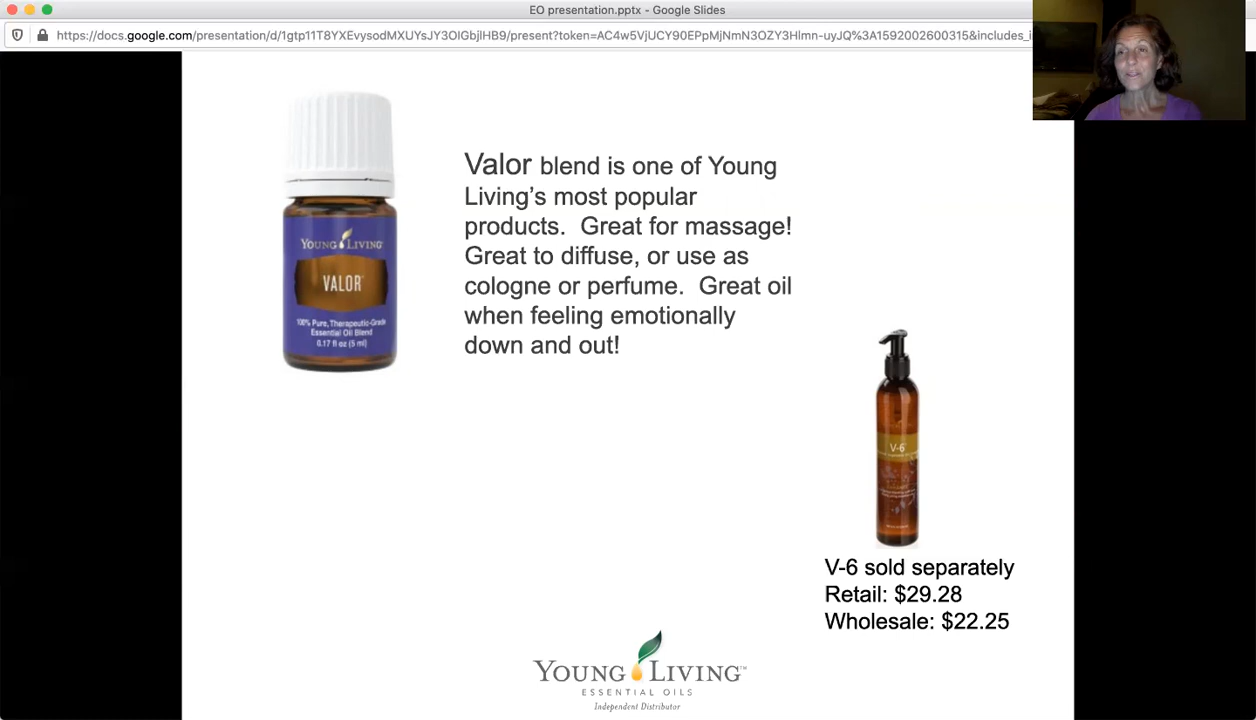 EO presentation.pptx - Google Slides
https://docs.google.com/presentation/d/1gtp11T8YXEvysodMXUYsJY3OIGbjlHB9/present?token=AC4w5VjUCY90EPpMjNmN3OZY3Hlmn-uyJQ%3A1592002600315&includes_i
Valor blend is one of Young
Living’s most popular
products.  Great for massage!
Great to diffuse, or use as
cologne or perfume.  Great oil
when feeling emotionally
down and out!
YOUNG LIVING
VALOR
100% Pure, Therapeutic-Grade
Essential Oil Blend
0.17 fl oz (5 ml)
V-6
V-6 sold separately
Retail: $29.28
Wholesale: $22.25
YOUNG LIVING™
ESSENTIAL OILS
Independent Distributor